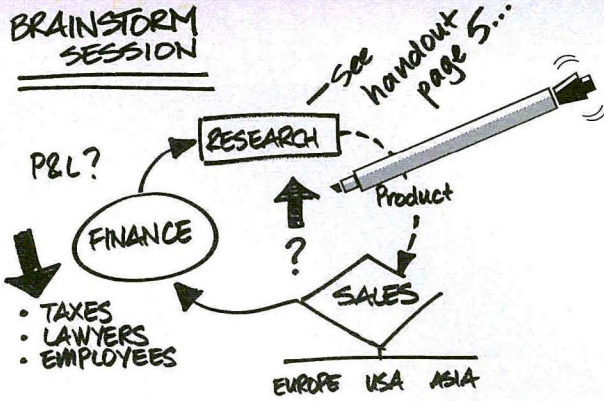 BRAINSTORM
SESSION
see
handout
page 5...
RESEARCH
P&L?
Product
FINANCE
?
SALES
• TAXES
• LAWYERS
• EMPLOYEES
EUROPE USA ASIA